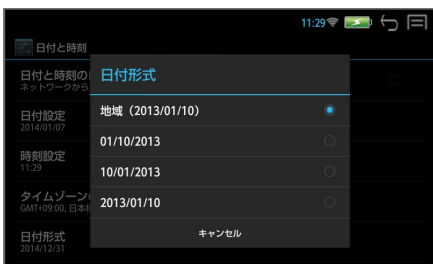 11:29
日付と時刻
日付と時刻の
ネットワークから
日付設定
2014/01/07
時刻設定
11:29
タイムゾーン
GMT+09:00, 日本
日付形式
2014/12/31
日付形式
地域（2013/01/10）
01/10/2013
10/01/2013
2013/01/10
キャンセル